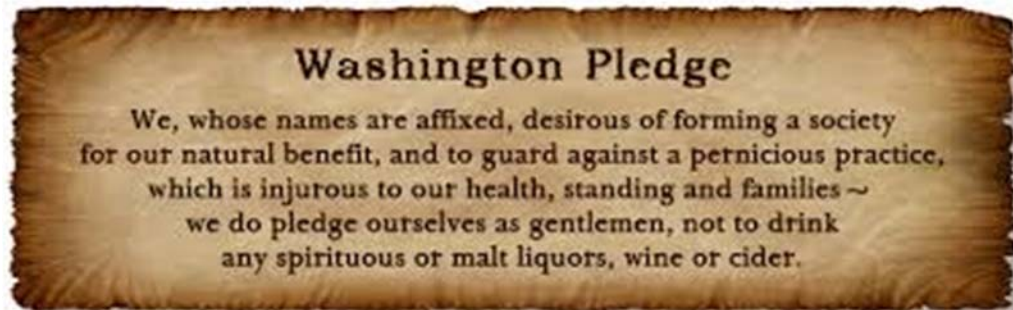 Washington Pledge
We, whose names are affixed, desirous of forming a society
for our natural benefit, and to guard against a pernicious practice,
which is injurous to our health, standing and families ~
we do pledge ourselves as gentlemen, not to drink
any spirituous or malt liquors, wine or cider.